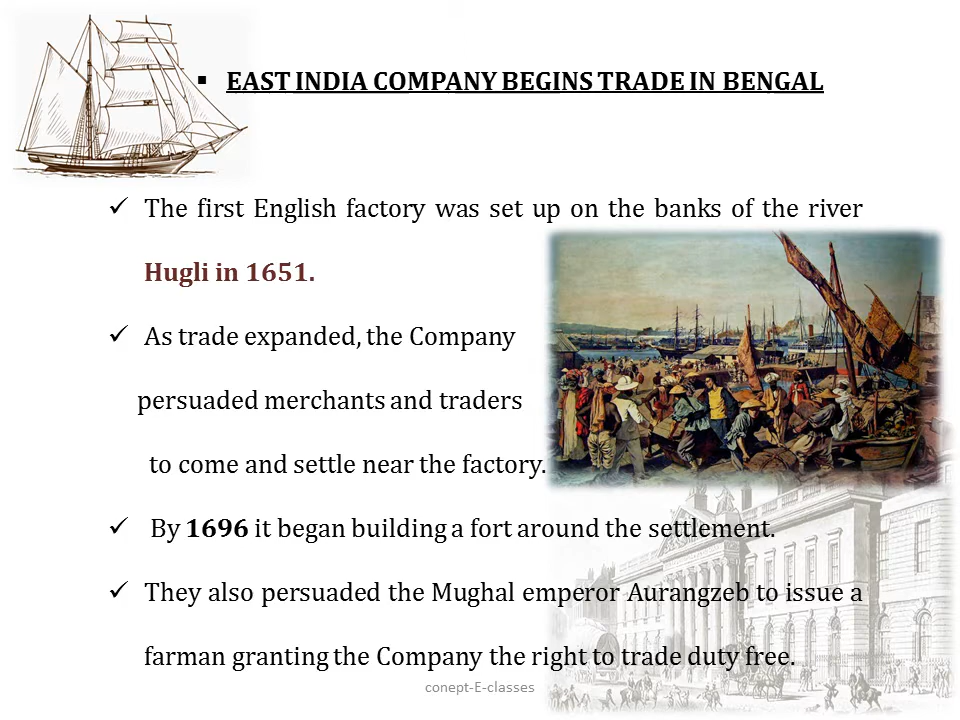 ▪ EAST INDIA COMPANY BEGINS TRADE IN BENGAL
✓ The first English factory was set up on the banks of the river
Hugli in 1651.
✓ As trade expanded, the Company
persuaded merchants and traders
to come and settle near the factory.
✓ By 1696 it began building a fort around the settlement.
✓ They also persuaded the Mughal emperor Aurangzeb to issue a
farman granting the Company the right to trade duty free.
conept-E-classes